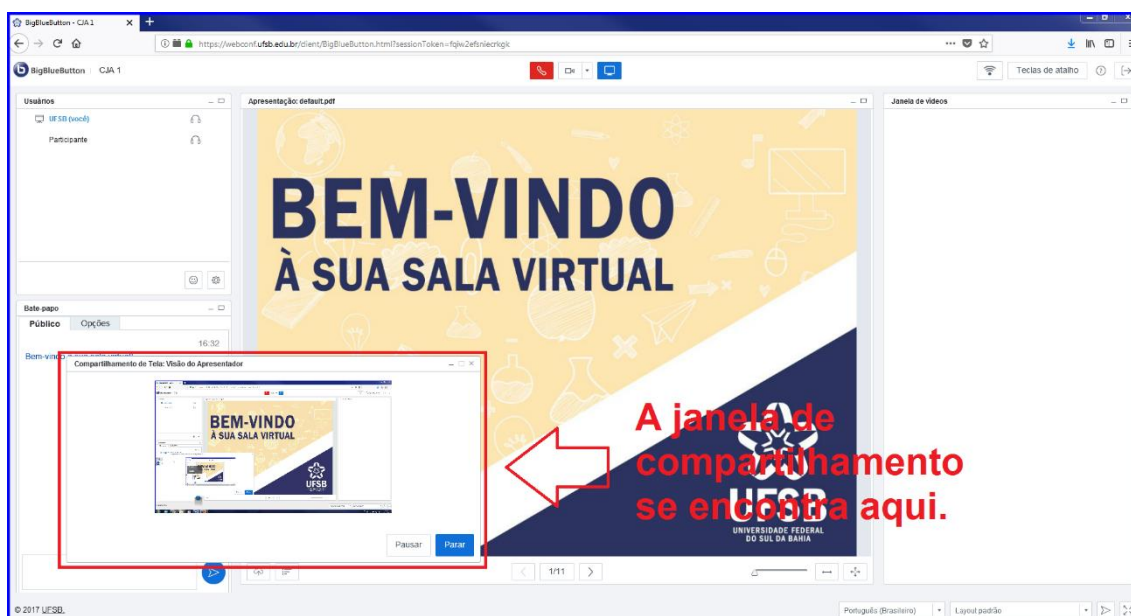 BigBlueButton - CJA 1
https://webconf.ufsb.edu.br/client/BigBlueButton.html?sessionToken=fqiw2efsniecrkgk
BigBlueButton CJA 1
Teclas de atalho
Usuários
UFSB (você)
Participante
Apresentação: default.pdf
BEM-VINDO
À SUA SALA VIRTUAL
UFSB
UNIVERSIDADE FEDERAL
DO SUL DA BAHIA
Janela de vídeos
Bate-papo
Público Opções
16:32
Compartilhamento de Tela: Visão do Apresentador
BEM-VINDO
À SUA SALA VIRTUAL
UFSB
Pausar Parar
A janela de
compartilhamento
se encontra aqui.
1/11
© 2017 UFSB.
Português (Brasileiro) Layout padrão